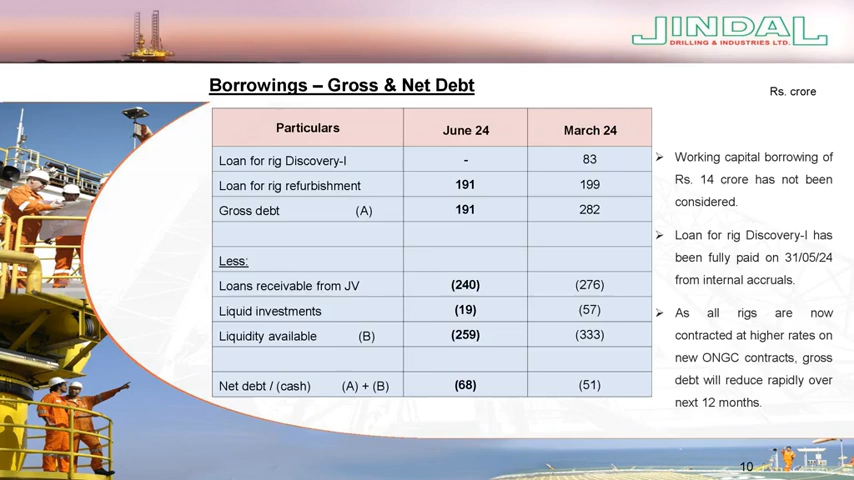 JINDAL
DRILLING & INDUSTRIES LTD.
Borrowings – Gross & Net Debt
Rs. crore
Particulars June 24 March 24
Loan for rig Discovery-I - 83
Loan for rig refurbishment 191 199
Gross debt (A) 191 282
Less:
Loans receivable from JV (240) (276)
Liquid investments (19) (57)
Liquidity available (B) (259) (333)
Net debt / (cash) (A) + (B) (68) (51)
➢ Working capital borrowing of
Rs. 14 crore has not been
considered.
➢ Loan for rig Discovery-I has
been fully paid on 31/05/24
from internal accruals.
➢ As all rigs are now
contracted at higher rates on
new ONGC contracts, gross
debt will reduce rapidly over
next 12 months.
10